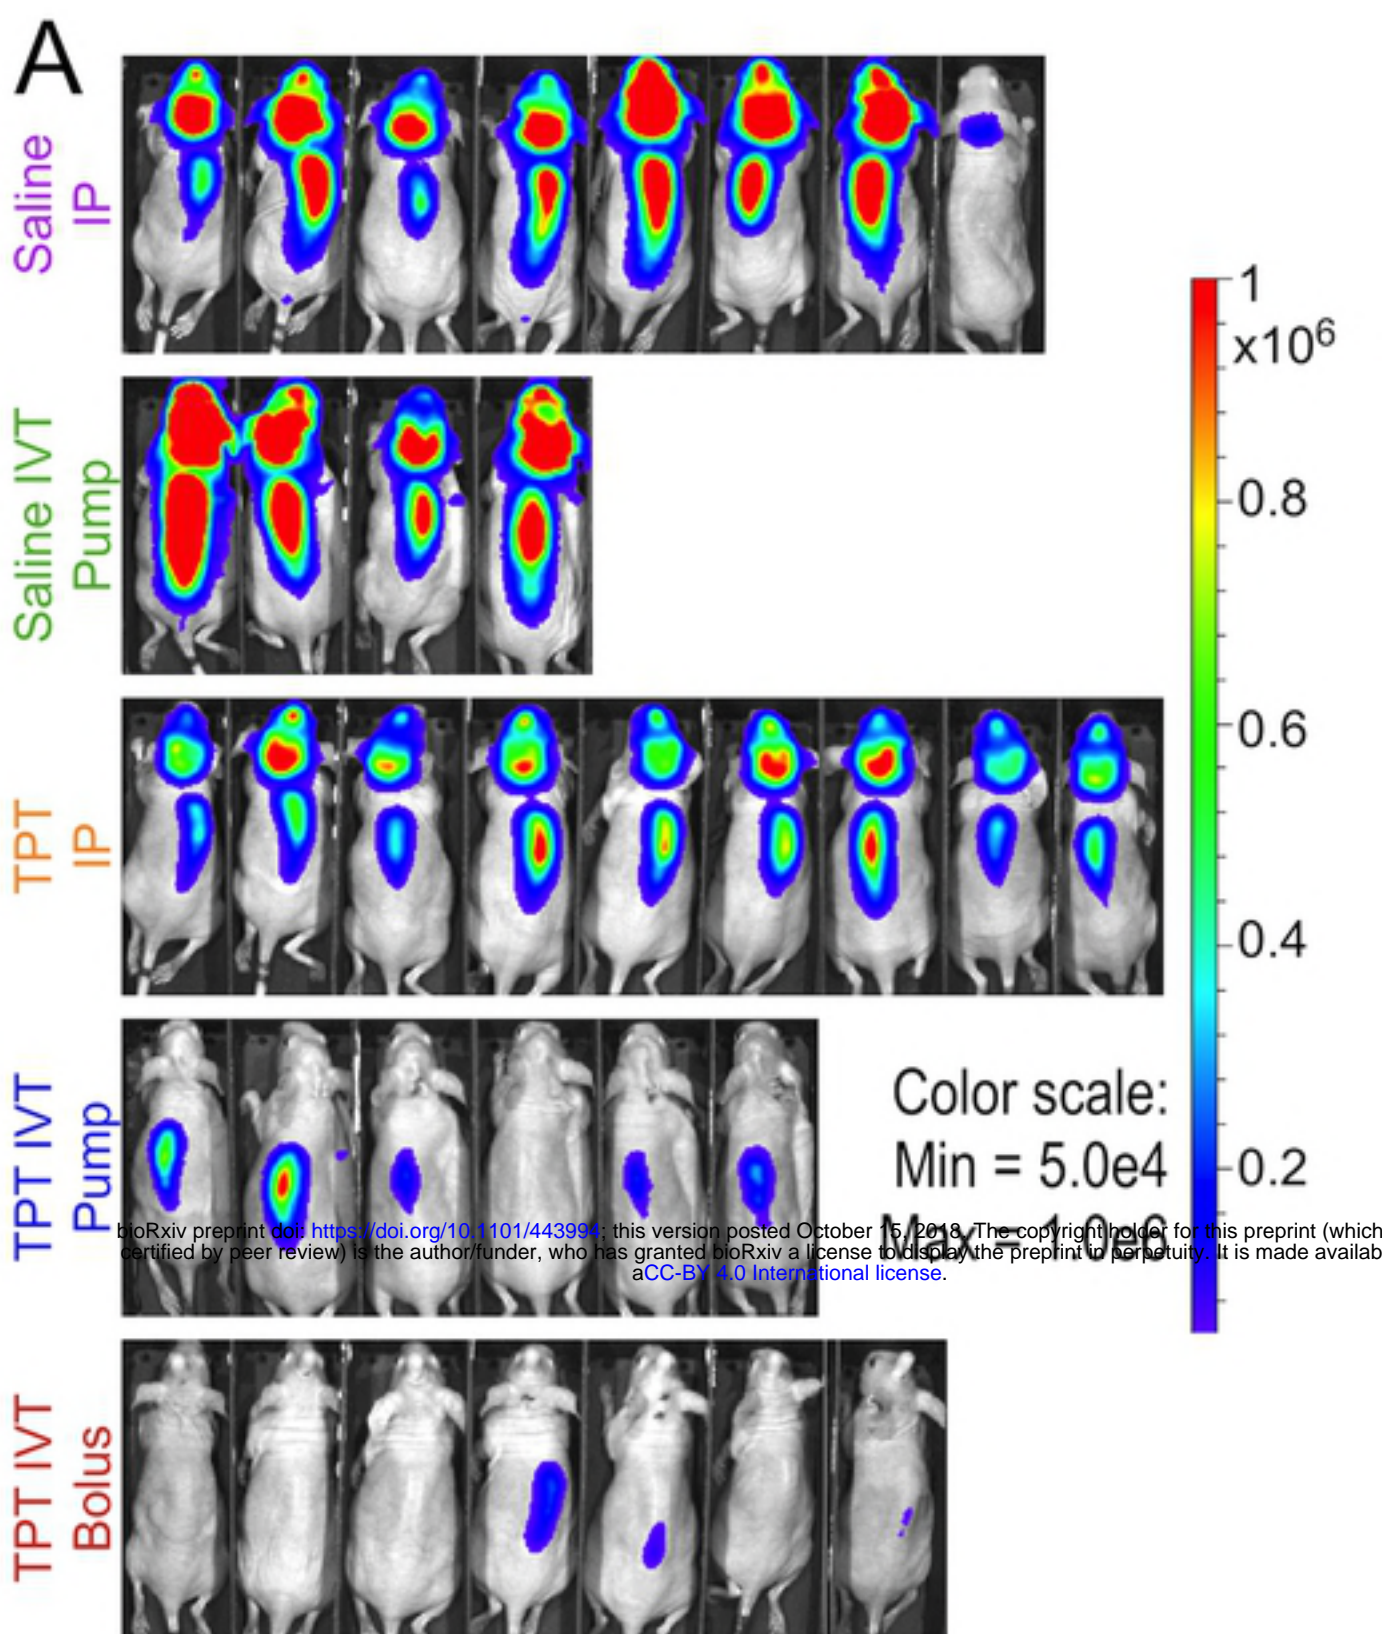 A
Saline
IP
Saline IVT
Pump
TPT
IP
TPT IVT
Pump
TPT IVT
Bolus
1
x10⁶
0.8
0.6
0.4
0.2
Color scale:
Min = 5.0e4
Max = 1.0e6
bioRxiv preprint doi: https://doi.org/10.1101/443994; this version posted October 15, 2018. The copyright holder for this preprint (which
certified by peer review) is the author/funder, who has granted bioRxiv a license to display the preprint in perpetuity. It is made availab
aCC-BY 4.0 International license.